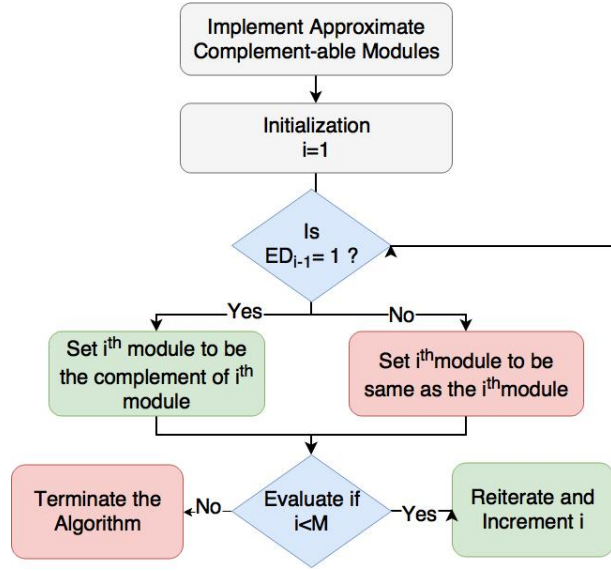 Implement Approximate
Complement-able Modules
Initialization
i=1
Is
ED_{i-1}= 1 ?
Yes
No
Set i^{th} module to be
the complement of i^{th}
module
Set i^{th}module to be
same as the i^{th}module
Terminate the
Algorithm
No
Evaluate if
i<M
Yes
Reiterate and
Increment i